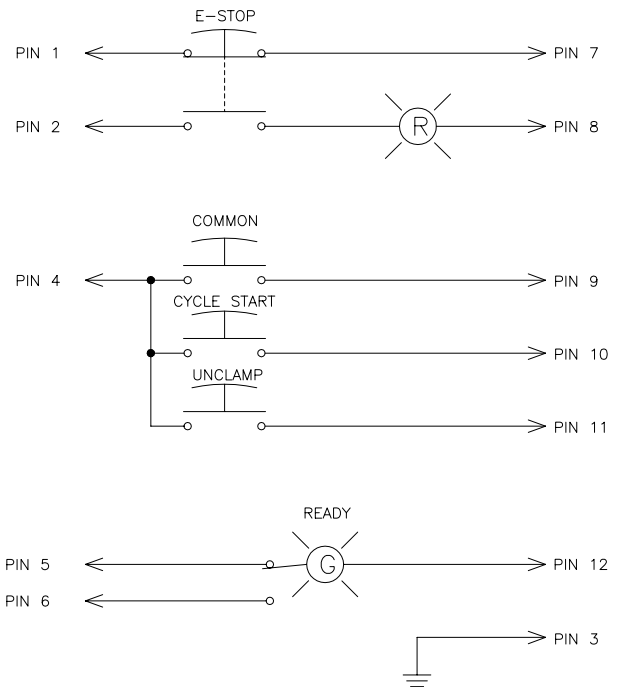 E-STOP
PIN 1
PIN 7
PIN 2
R
PIN 8
COMMON
PIN 4
PIN 9
CYCLE START
PIN 10
UNCLAMP
PIN 11
READY
PIN 5
G
PIN 12
PIN 6
PIN 3